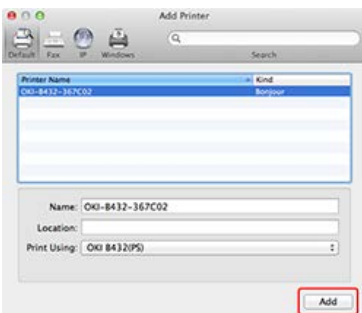 Add Printer
Default Fax IP Windows Search
Printer Name Kind
OKI-B432-367C02 Bonjour
Name: OKI-B432-367C02
Location:
Print Using: OKI B432(PS)
Add